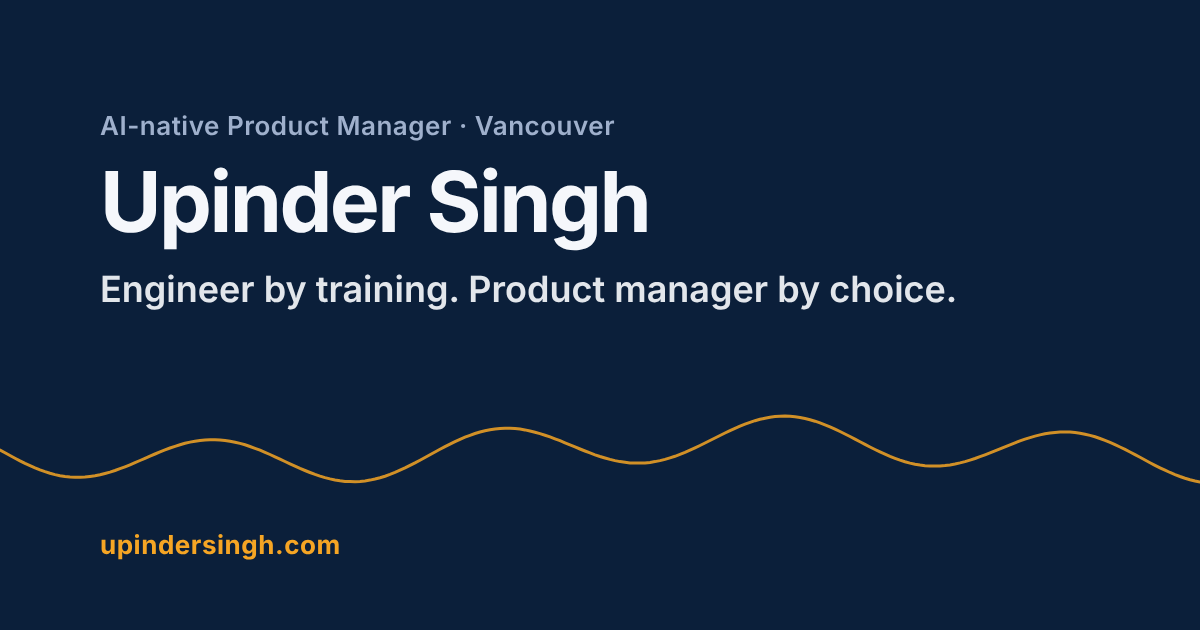 AI-native Product Manager · Vancouver
Upinder Singh
Engineer by training. Product manager by choice.
upindersingh.com